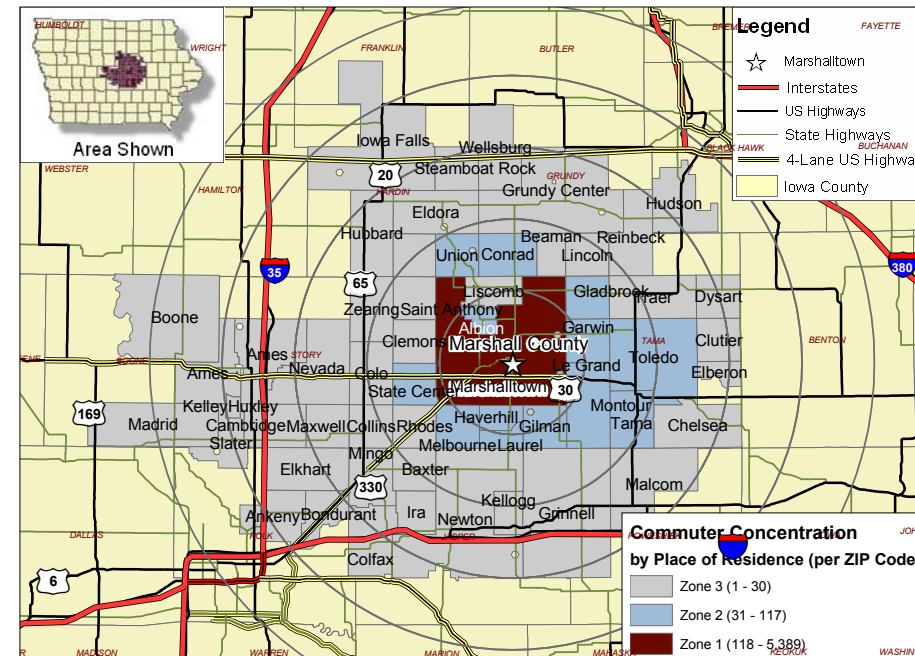 HUMBOLDT
WRIGHT
Area Shown
FRANKLIN
BUTLER
BREMER
FAYETTE
Legend
Marshalltown
Interstates
US Highways
State Highways
4-Lane US Highwa
Iowa County
BLACK HAWK
BUCHANAN
WEBSTER
HAMILTON
HARDIN
GRUNDY
Iowa Falls
Wellsburg
20
Steamboat Rock
Grundy Center
Hudson
Eldora
Hubbard
Beaman
Reinbeck
Union
Conrad
Lincoln
35
65
380
Liscomb
Gladbrook
Traer
Dysart
Zearing
Saint Anthony
Boone
Albion
Garwin
Clemons
Marshall County
TAMA
Clutier
BENTON
Ames
STORY
Toledo
BOONE
Nevada
Colo
Le Grand
Elberon
Ames
State Center
Marshalltown
30
169
Kelley
Huxley
Montour
Madrid
Cambridge
Maxwell
Collins
Rhodes
Haverhill
Gilman
Tama
Chelsea
Slater
Melbourne
Laurel
Mingo
Elkhart
Baxter
330
Malcom
Kellogg
Ankeny
Bondurant
Ira
Newton
Grinnell
DALLAS
POLK
JASPER
POWESHIEK
Colfax
6
Commuter Concentration
by Place of Residence (per ZIP Code
Zone 3 (1 - 30)
Zone 2 (31 - 117)
Zone 1 (118 - 5,389)
MADISON
WARREN
MARION
MAHASKA
KEOKUK
WASHIN